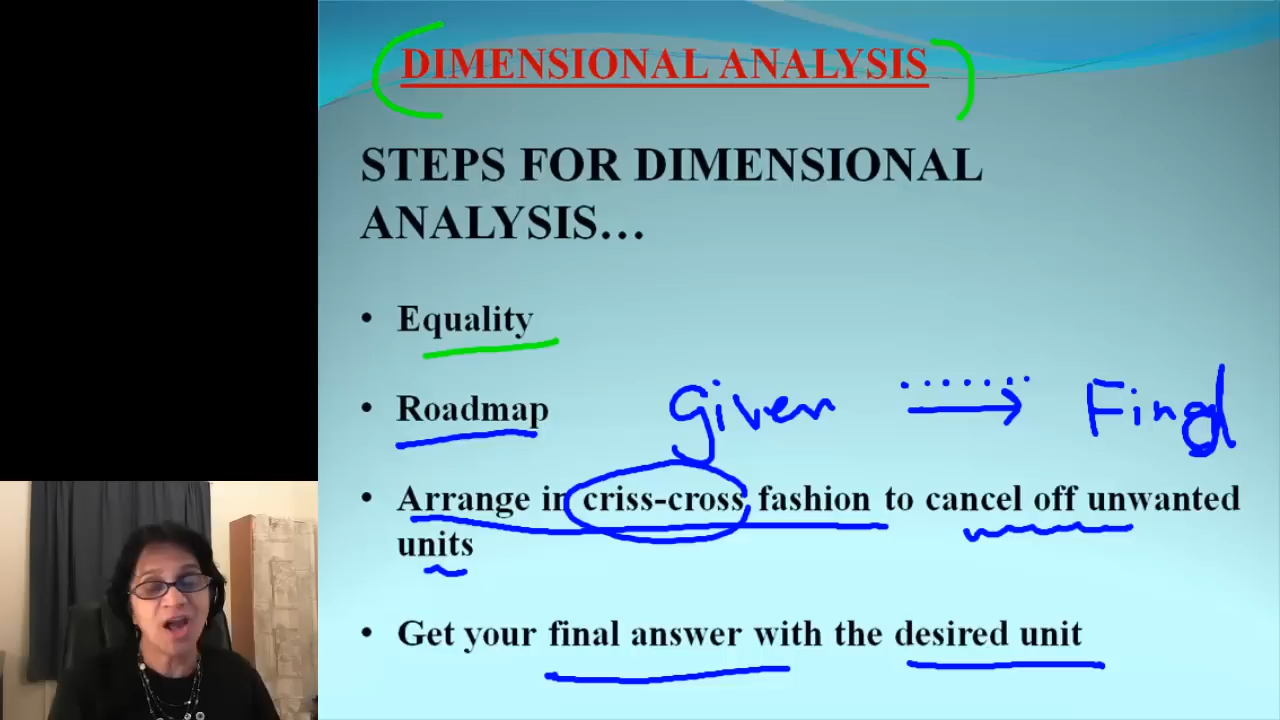 DIMENSIONAL ANALYSIS
STEPS FOR DIMENSIONAL
ANALYSIS...
• Equality
• Roadmap Given → Find
• Arrange in criss-cross fashion to cancel off unwanted
units
• Get your final answer with the desired unit